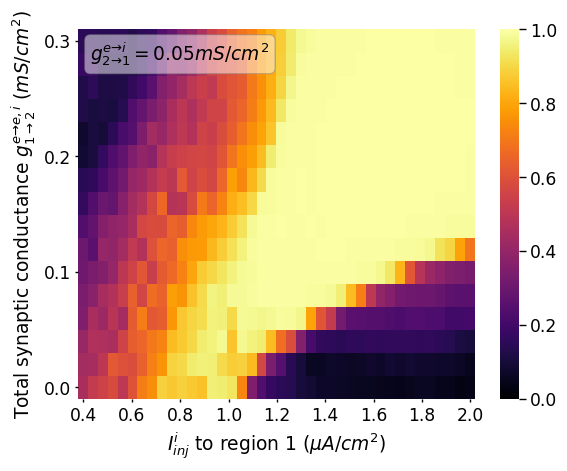 g^{e→i}_{2→1} = 0.05mS/cm^2
Total synaptic conductance g^{e→e, i}_{1→2} (mS/cm^2)
0.3
0.2
0.1
0.0
0.4 0.6 0.8 1.0 1.2 1.4 1.6 1.8 2.0
I^i_{inj} to region 1 (μA/cm^2)
1.0
0.8
0.6
0.4
0.2
0.0